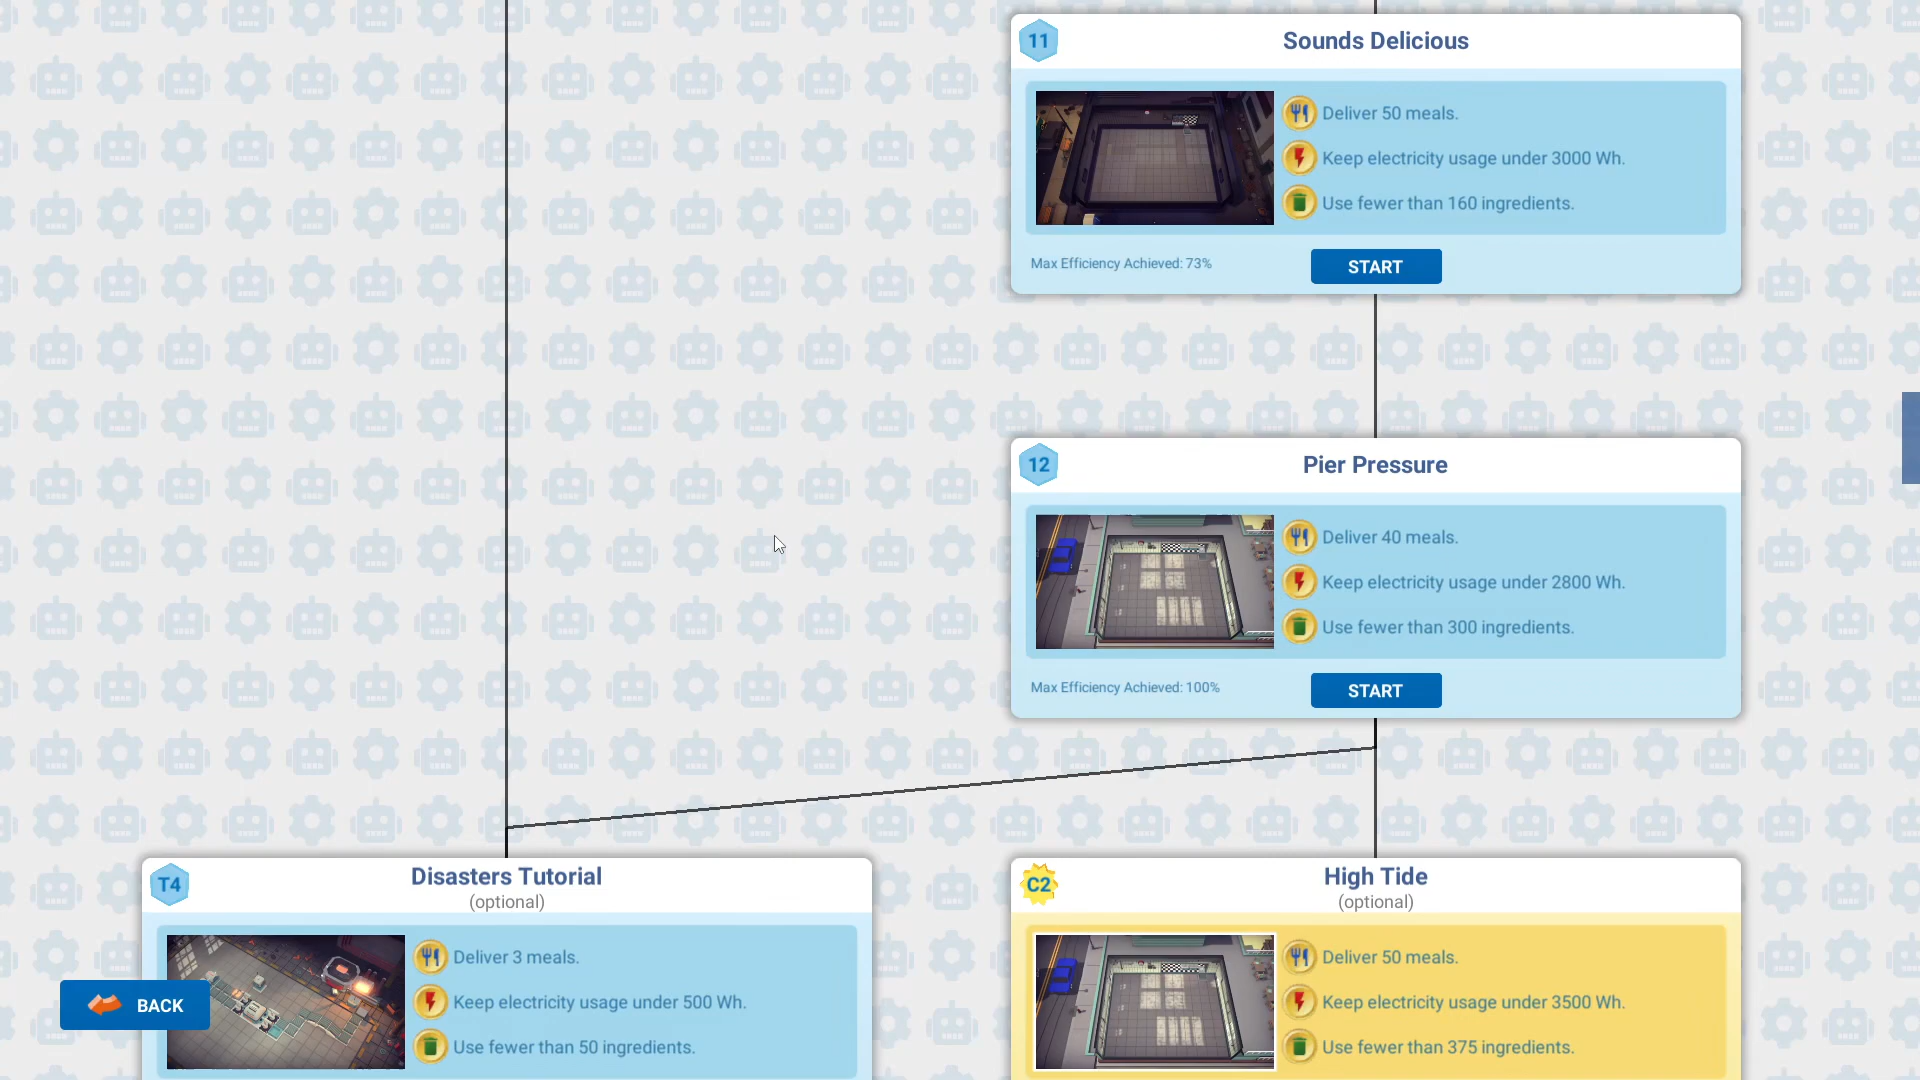 11
Sounds Delicious
Deliver 50 meals.
Keep electricity usage under 3000 Wh.
Use fewer than 160 ingredients.
Max Efficiency Achieved: 73%
START
12
Pier Pressure
Deliver 40 meals.
Keep electricity usage under 2800 Wh.
Use fewer than 300 ingredients.
Max Efficiency Achieved: 100%
START
T4
Disasters Tutorial
(optional)
Deliver 3 meals.
Keep electricity usage under 500 Wh.
Use fewer than 50 ingredients.
C2
High Tide
(optional)
Deliver 50 meals.
Keep electricity usage under 3500 Wh.
Use fewer than 375 ingredients.
BACK